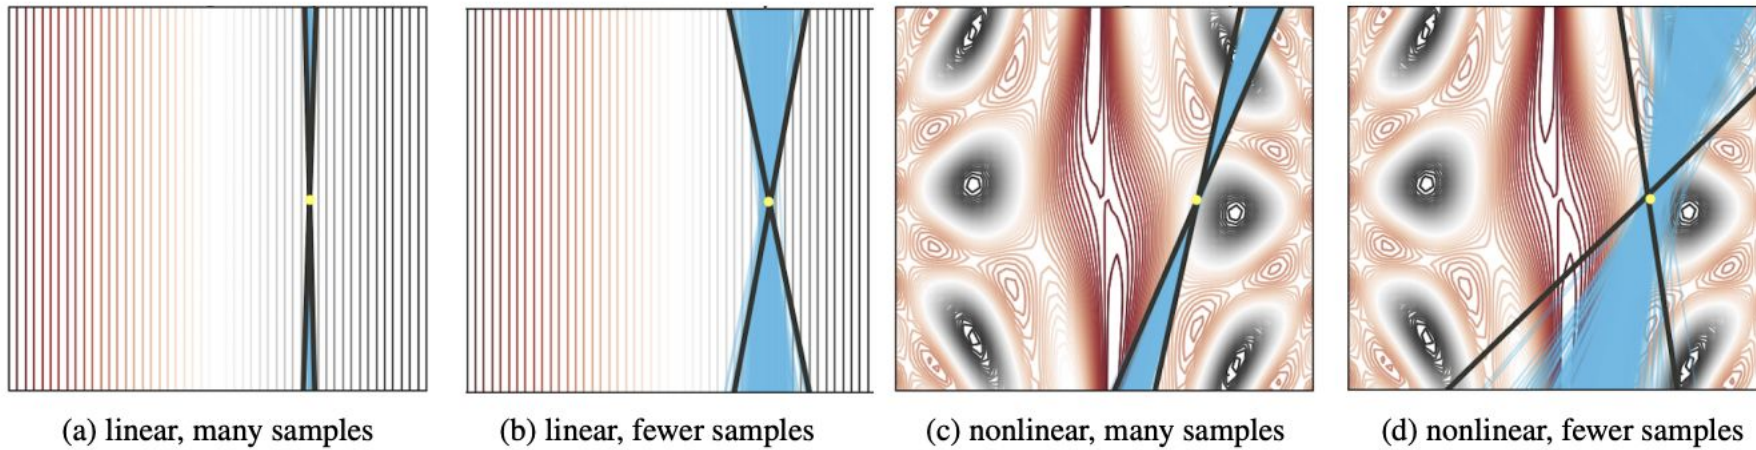 (a) linear, many samples
(b) linear, fewer samples
(c) nonlinear, many samples
(d) nonlinear, fewer samples